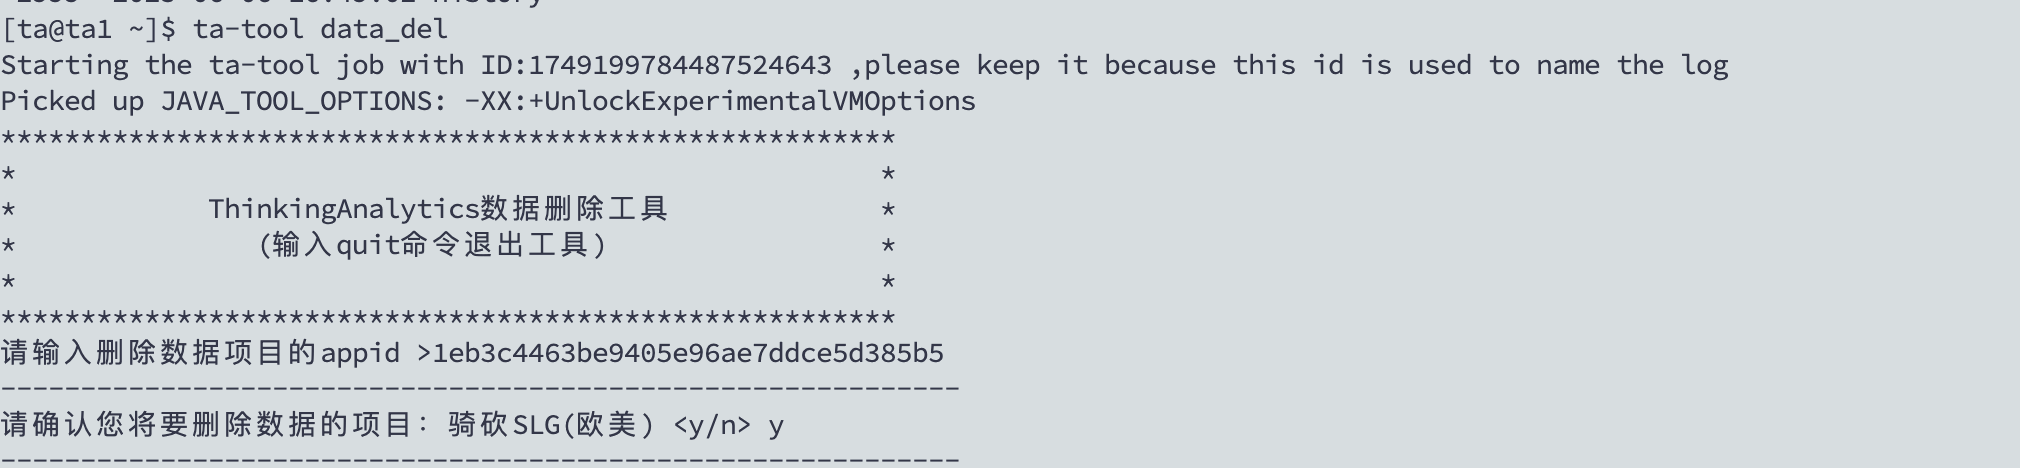 [ta@ta1 ~]$ ta-tool data_del
Starting the ta-tool job with ID:1749199784487524643 ,please keep it because this id is used to name the log
Picked up JAVA_TOOL_OPTIONS: -XX:+UnlockExperimentalVMOptions
********************************************************
*                                                      *
*            ThinkingAnalytics数据删除工具             *
*               (输入quit命令退出工具)                 *
*                                                      *
********************************************************
请输入删除数据项目的appid >1eb3c4463be9405e96ae7ddce5d385b5
------------------------------------------------------------
请确认您将要删除数据的项目: 骑砍SLG(欧美) <y/n> y
------------------------------------------------------------